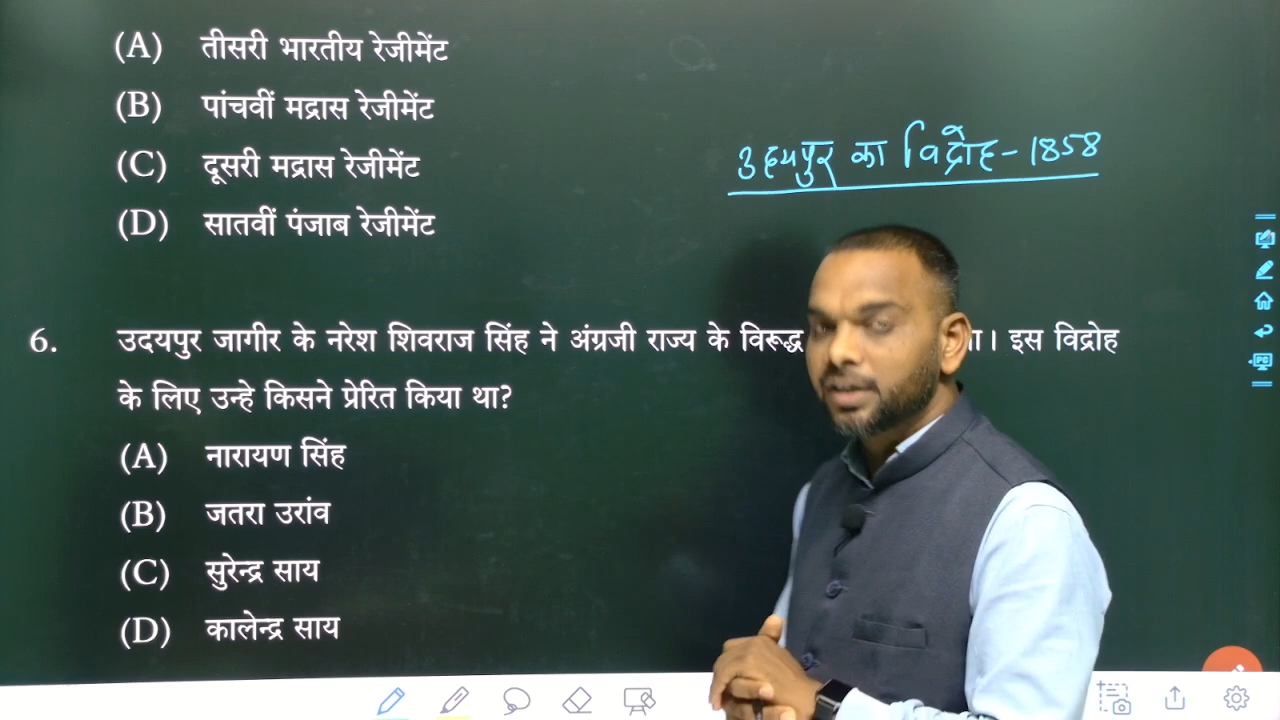 (A) तीसरी भारतीय रेजीमेंट
(B) पांचवीं मद्रास रेजीमेंट
(C) दूसरी मद्रास रेजीमेंट
(D) सातवीं पंजाब रेजीमेंट
उदयपुर का विद्रोह - 1858
6. उदयपुर जागीर के नरेश शिवराज सिंह ने अंग्रजी राज्य के विरूद्ध ा। इस विद्रोह
के लिए उन्हे किसने प्रेरित किया था?
(A) नारायण सिंह
(B) जतरा उरांव
(C) सुरेन्द्र साय
(D) कालेन्द्र साय